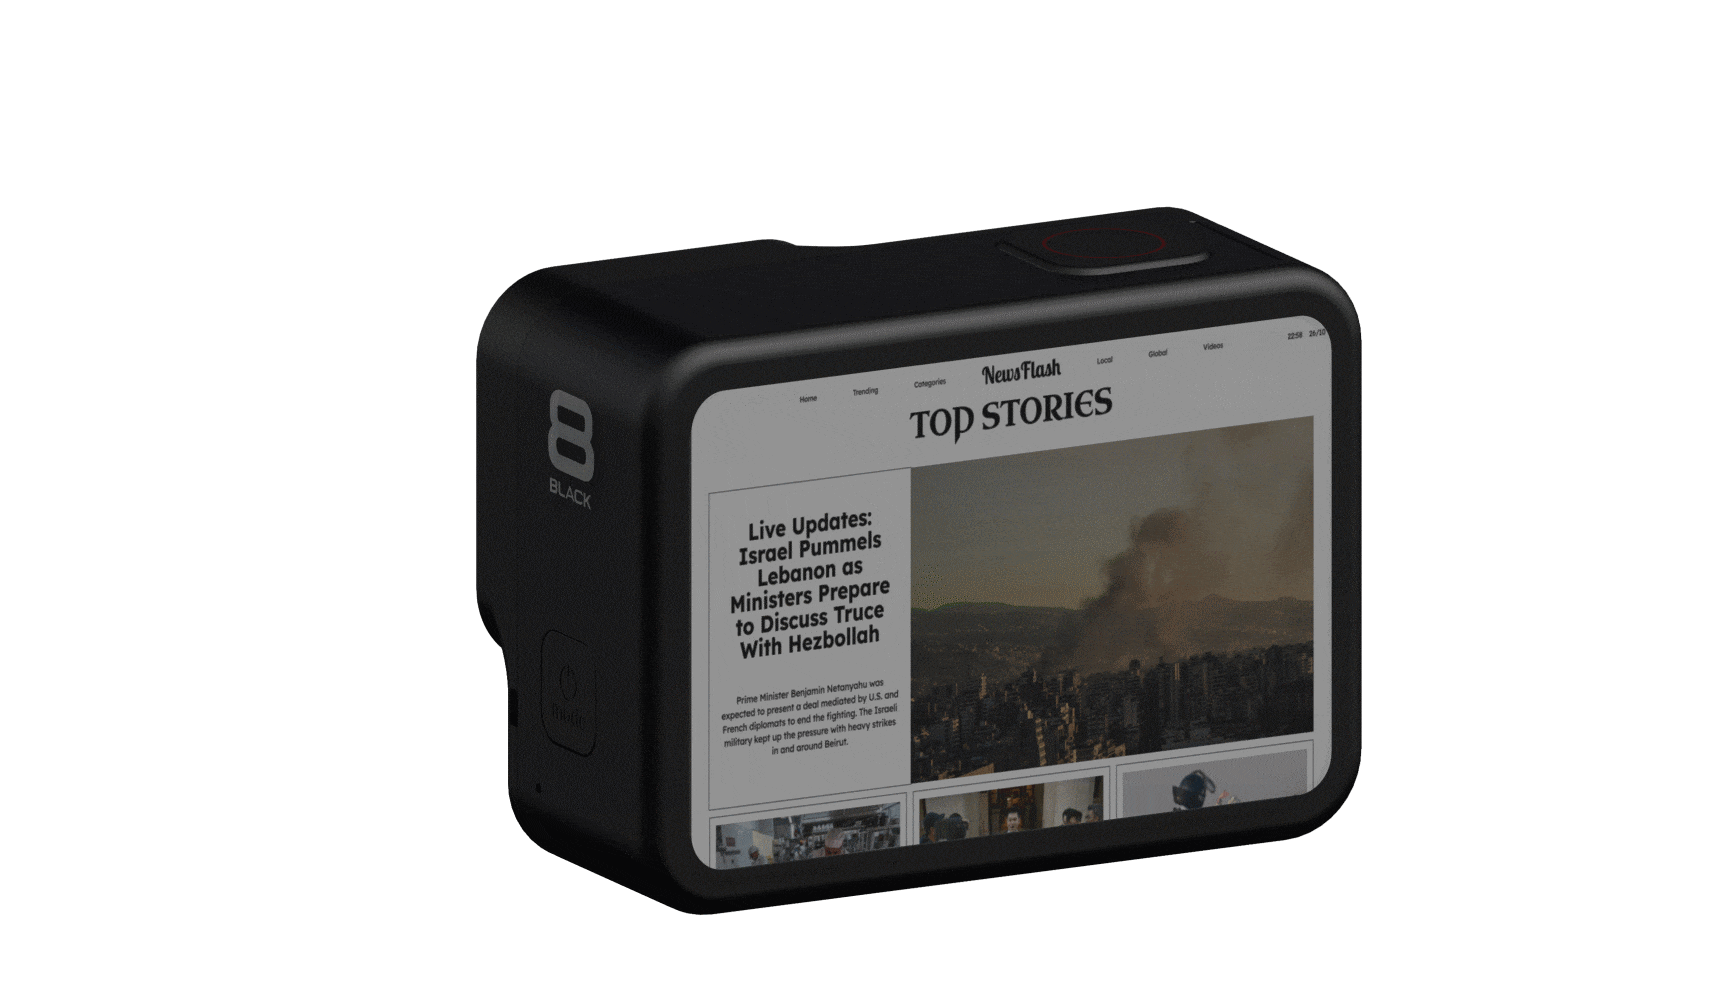 8
BLACK
mode
Home Trending Categories NewsFlash Local Global Videos 22:58 26/10
TOP STORIES
Live Updates:
Israel Pummels
Lebanon as
Ministers Prepare
to Discuss Truce
With Hezbollah
Prime Minister Benjamin Netanyahu was
expected to present a deal mediated by U.S. and
French diplomats to end the fighting. The Israeli
military kept up the pressure with heavy strikes
in and around Beirut.